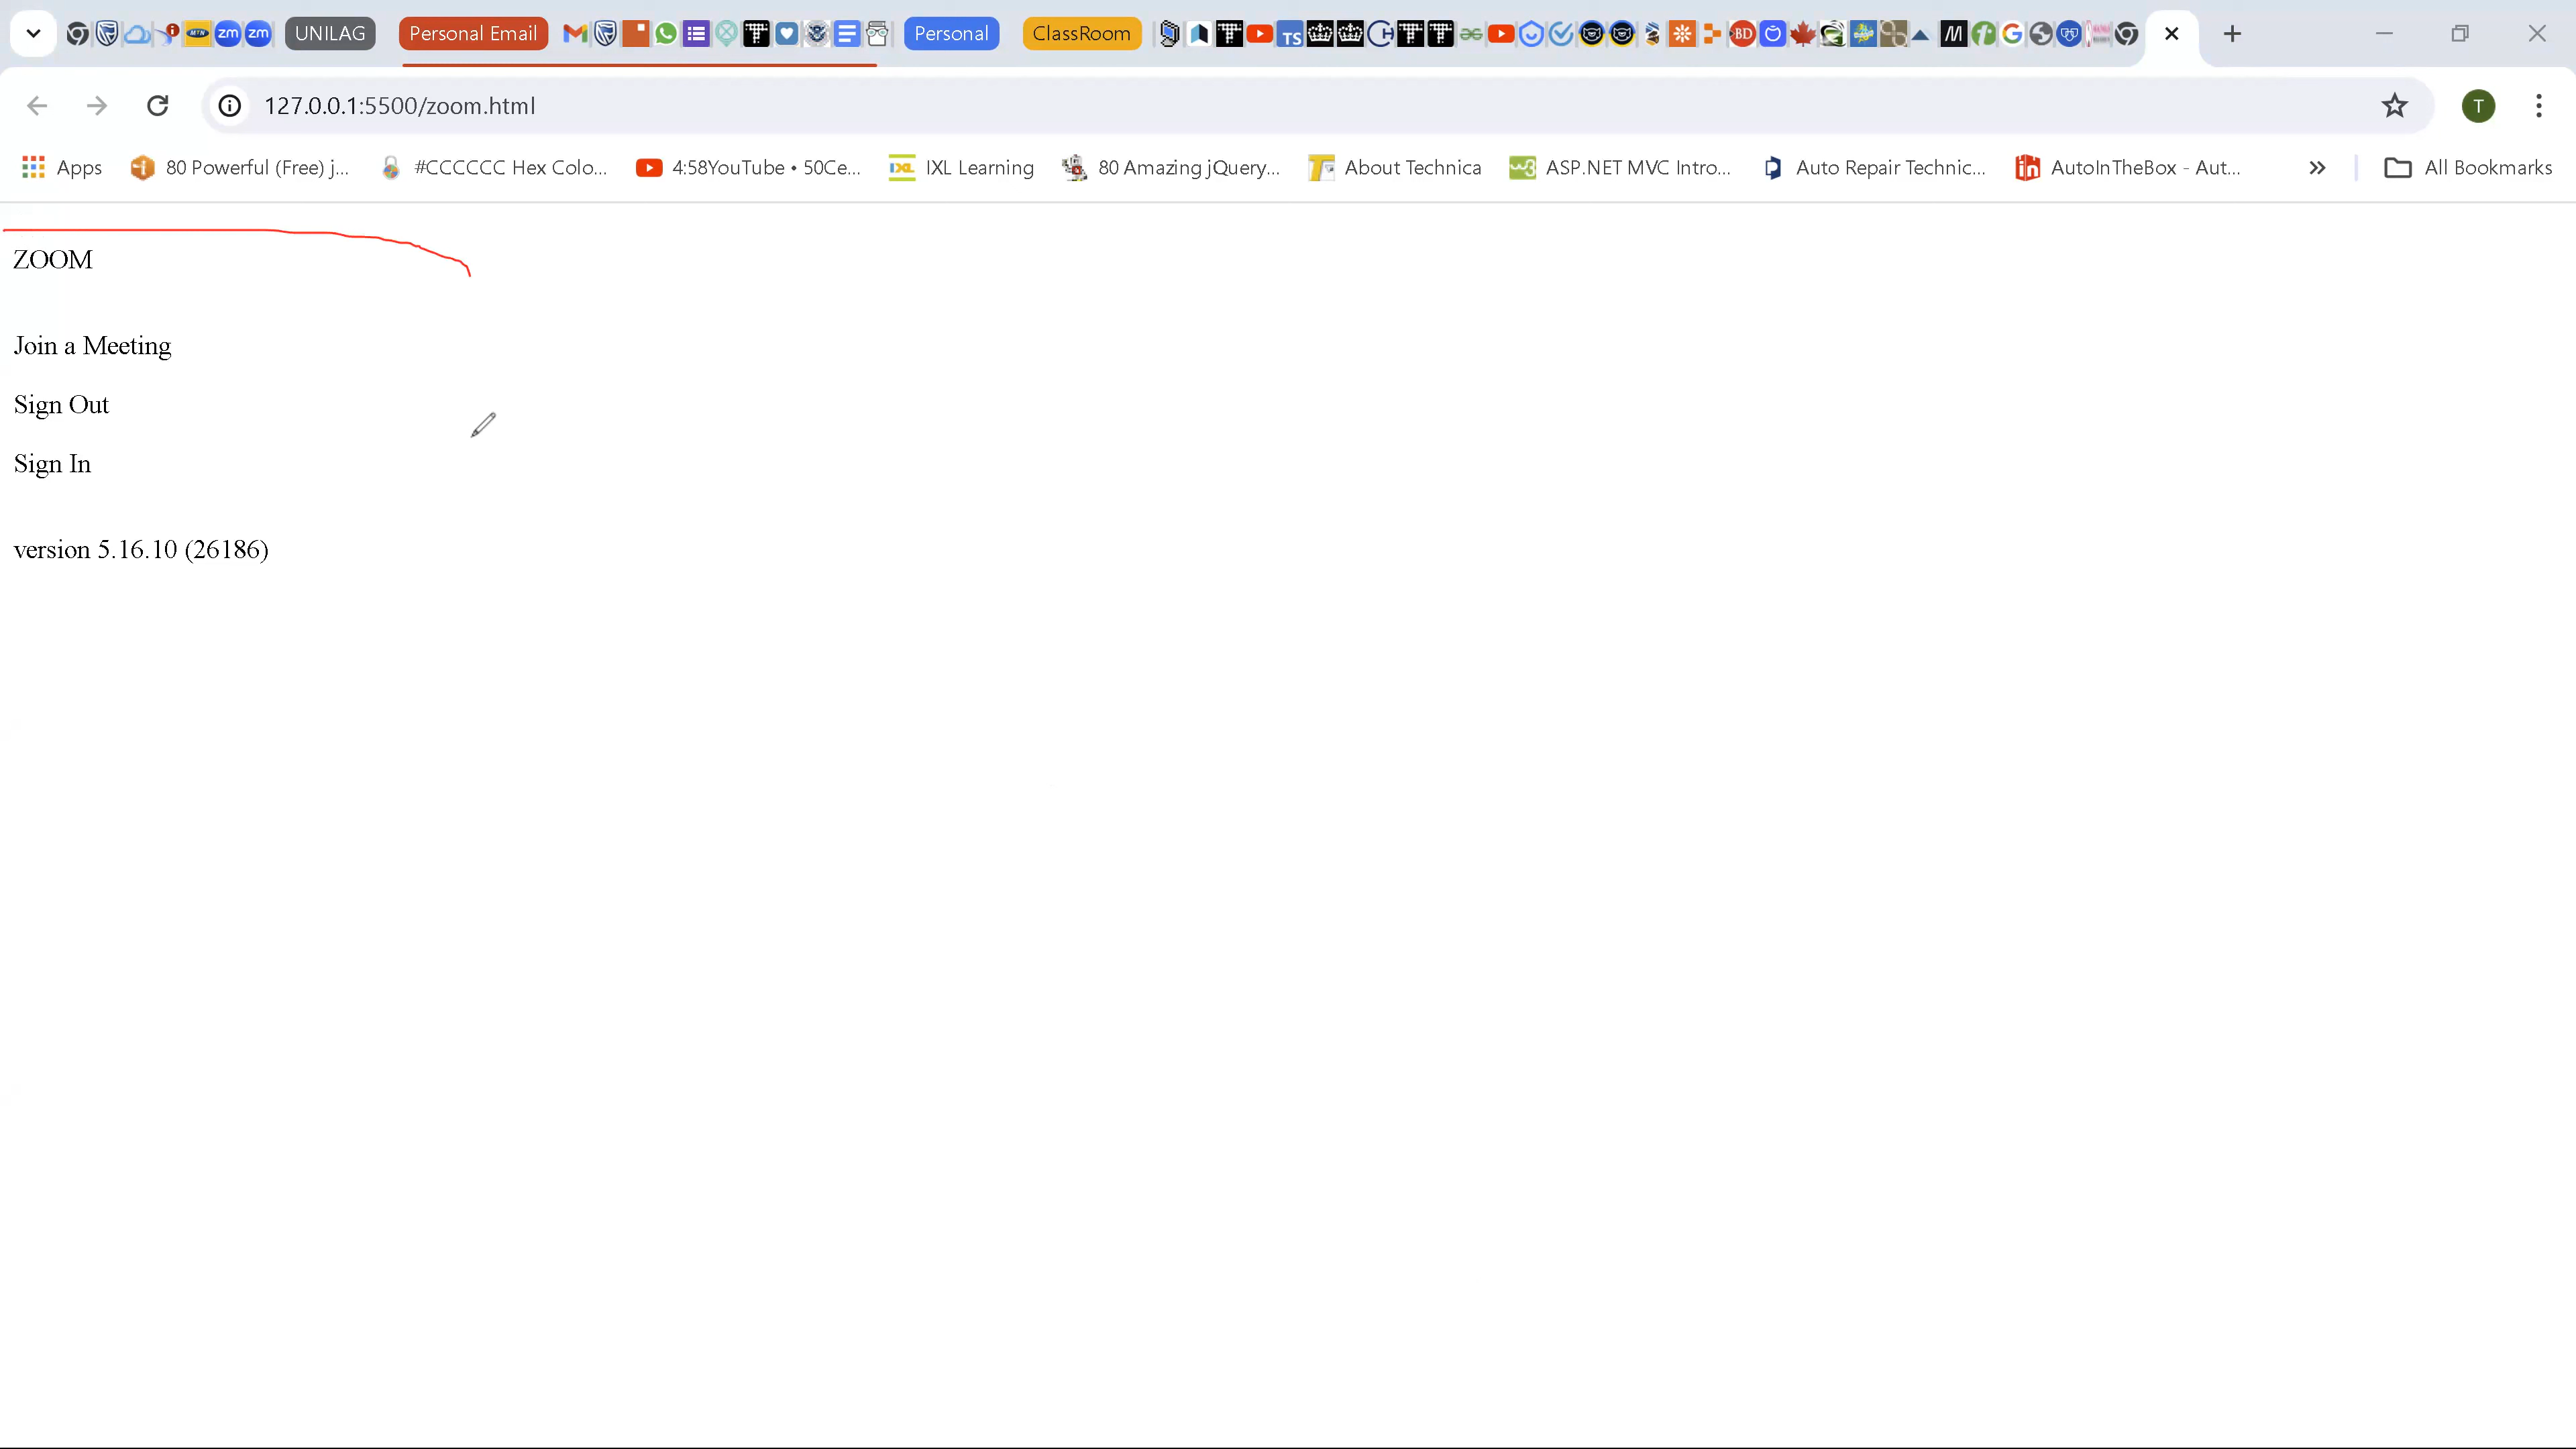 UNILAG Personal Email Personal ClassRoom
127.0.0.1:5500/zoom.html
Apps 80 Powerful (Free) j... #CCCCCC Hex Colo... 4:58YouTube • 50Ce... IXL Learning 80 Amazing jQuery... About Technica ASP.NET MVC Intro... Auto Repair Technic... AutoInTheBox - Aut... All Bookmarks
ZOOM
Join a Meeting
Sign Out
Sign In
version 5.16.10 (26186)